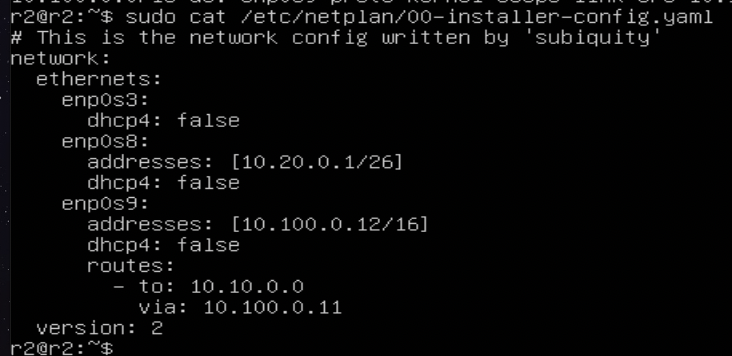 r2@r2:~$ sudo cat /etc/netplan/00-installer-config.yaml
# This is the network config written by 'subiquity'
network:
  ethernets:
    enp0s3:
      dhcp4: false
    enp0s8:
      addresses: [10.20.0.1/26]
      dhcp4: false
    enp0s9:
      addresses: [10.100.0.12/16]
      dhcp4: false
      routes:
        - to: 10.10.0.0
          via: 10.100.0.11
  version: 2
r2@r2:~$